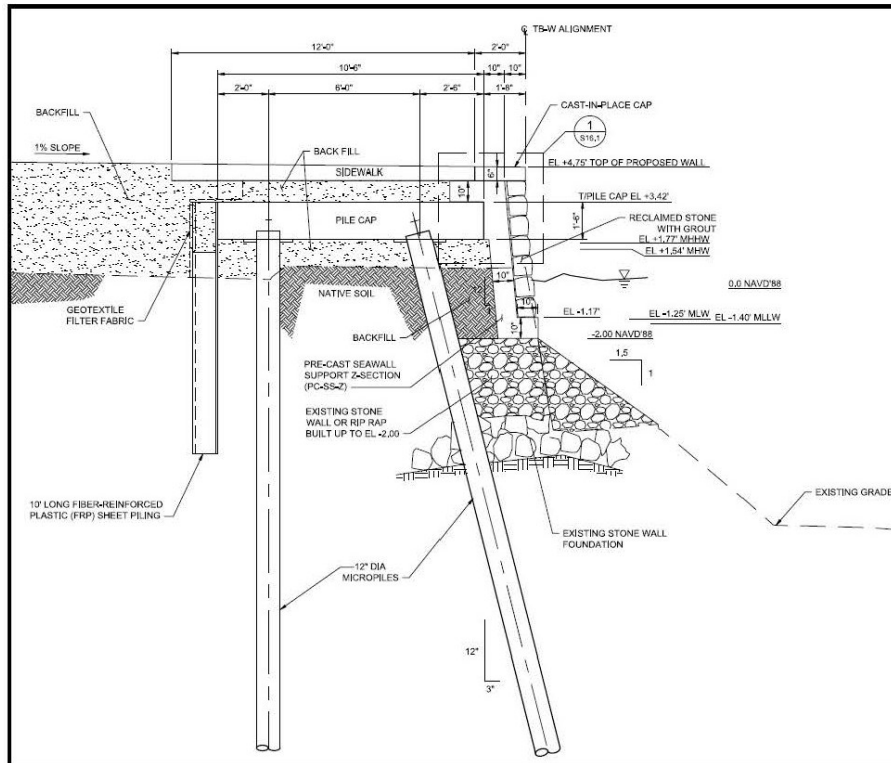 ℄ TB-W ALIGNMENT
12'-0"
2'-0"
10'-6"
10"
10"
2'-0"
6'-0"
2'-6"
1'-8"
BACKFILL
CAST-IN-PLACE CAP
1
S16.1
1% SLOPE
BACK FILL
EL +4.75' TOP OF PROPOSED WALL
SIDEWALK
6"
10"
T/PILE CAP EL +3.42'
PILE CAP
1'-6"
RECLAIMED STONE
WITH GROUT
EL +1.77' MHHW
EL +1.54' MHW
10"
0.0 NAVD'88
GEOTEXTILE
FILTER FABRIC
NATIVE SOIL
12
1
10"
EL -1.17'
EL -1.25' MLW
EL -1.40' MLLW
BACKFILL
10"
-2.00 NAVD'88
PRE-CAST SEAWALL
SUPPORT Z-SECTION
(PC-SS-Z)
1.5
1
EXISTING STONE
WALL OR RIP RAP
BUILT UP TO EL -2.00
10' LONG FIBER-REINFORCED
PLASTIC (FRP) SHEET PILING
EXISTING GRADE
EXISTING STONE WALL
FOUNDATION
12" DIA
MICROPILES
12"
3"